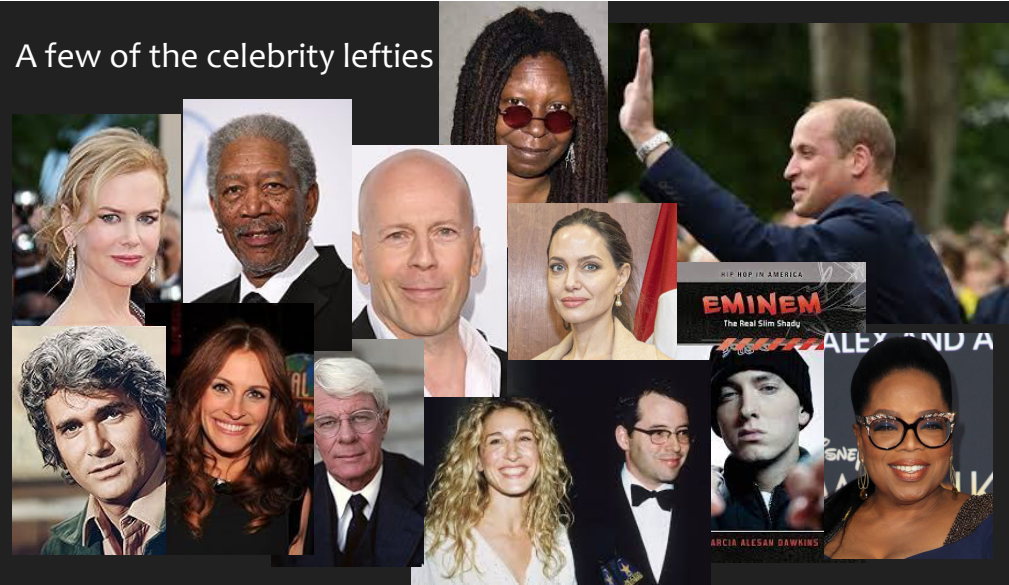 A few of the celebrity lefties
HIP HOP IN AMERICA
EMINEM
The Real Slim Shady
ALEX AND A
ARCIA ALESAN DAWKINS